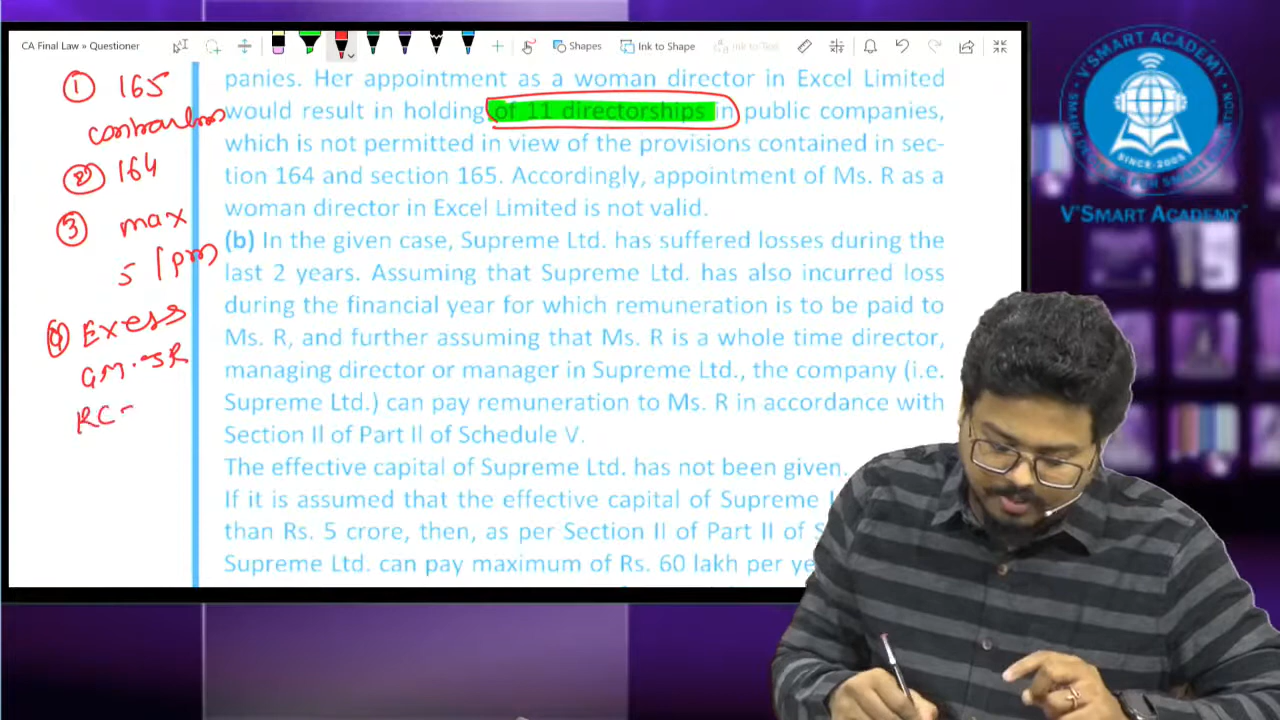 CA Final Law » Questioner
Shapes
Ink to Shape
Ink to Text
① 165
② 164
③ max
5 (pm)
④ Exess
GM-SR
RC-
panies. Her appointment as a woman director in Excel Limited
would result in holding of 11 directorships in public companies,
which is not permitted in view of the provisions contained in sec-
tion 164 and section 165. Accordingly, appointment of Ms. R as a
woman director in Excel Limited is not valid.
(b) In the given case, Supreme Ltd. has suffered losses during the
last 2 years. Assuming that Supreme Ltd. has also incurred loss
during the financial year for which remuneration is to be paid to
Ms. R, and further assuming that Ms. R is a whole time director,
managing director or manager in Supreme Ltd., the company (i.e.
Supreme Ltd.) can pay remuneration to Ms. R in accordance with
Section II of Part II of Schedule V.
The effective capital of Supreme Ltd. has not been given.
If it is assumed that the effective capital of Supreme
than Rs. 5 crore, then, as per Section II of Part II of S
Supreme Ltd. can pay maximum of Rs. 60 lakh per ye
V'SMART ACADEMY
SINCE-2008
V'SMART ACADEMY